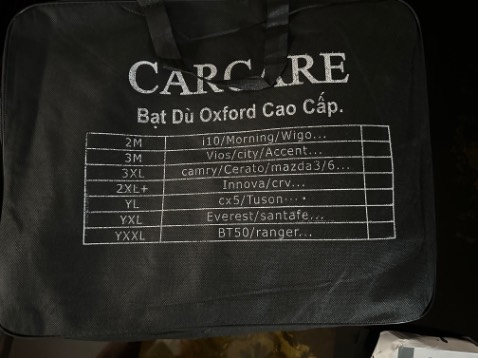 CARCARE
Bạt Dù Oxford Cao Cấp.
2M i10/Morning/Wigo...
3M Vios/city/Accent...
3XL camry/Cerato/mazda3/6...
2XL+ Innova/crv...
YL cx5/Tuson...
YXL Everest/santafe...
YXXL BT50/ranger...